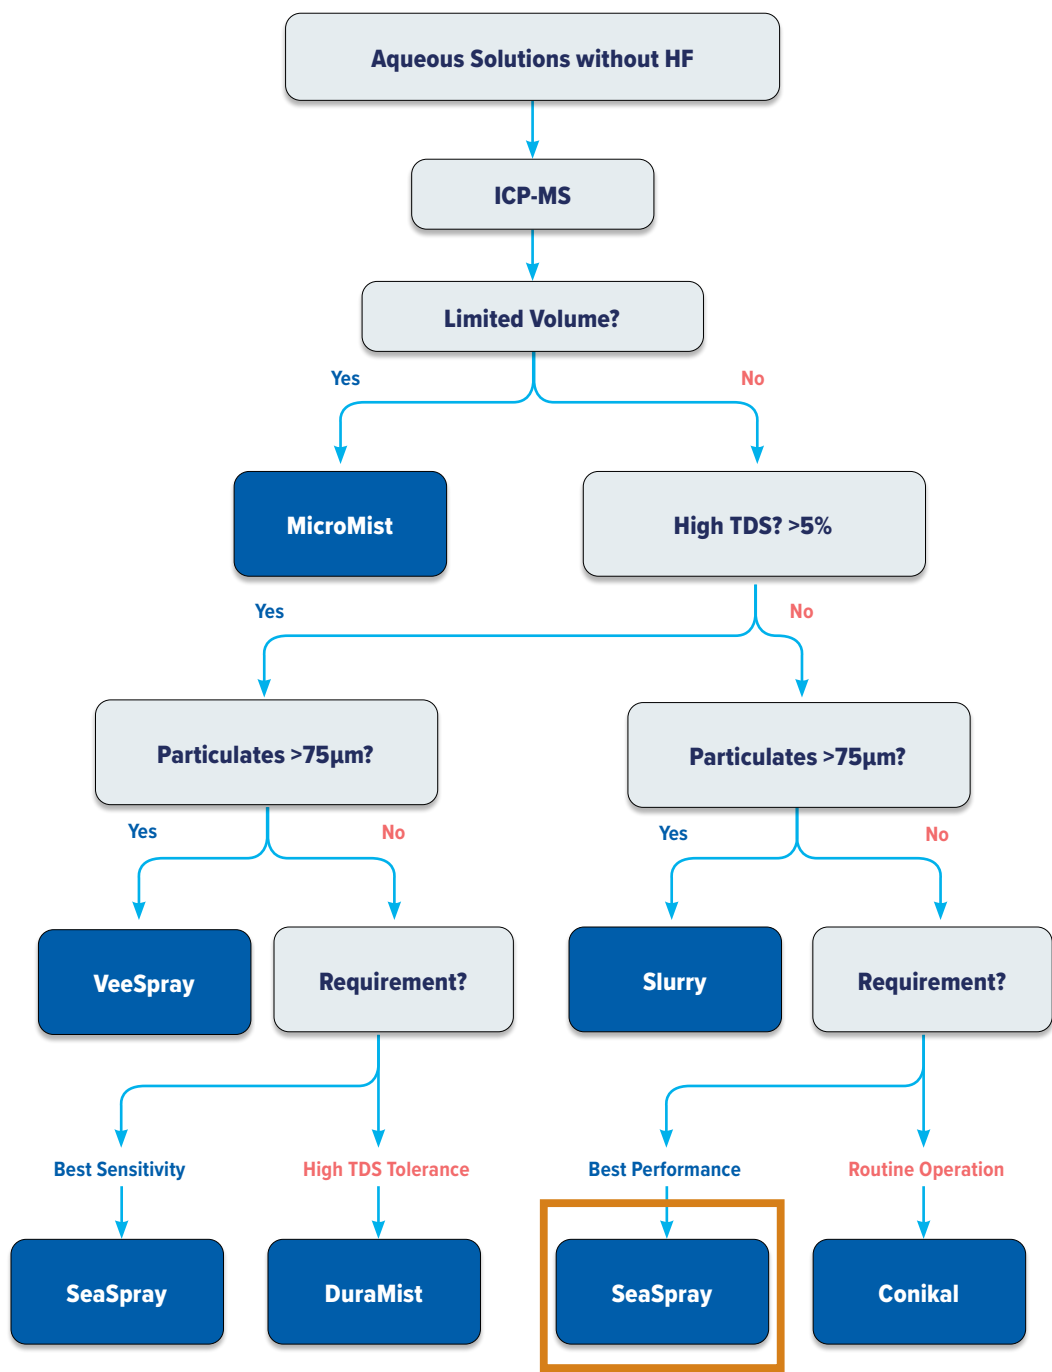 Aqueous Solutions without HF
ICP-MS
Limited Volume?
Yes
No
MicroMist
High TDS? >5%
Yes
No
Particulates >75µm?
Particulates >75µm?
Yes
No
Yes
No
VeeSpray
Requirement?
Slurry
Requirement?
Best Sensitivity
High TDS Tolerance
Best Performance
Routine Operation
SeaSpray
DuraMist
SeaSpray
Conikal